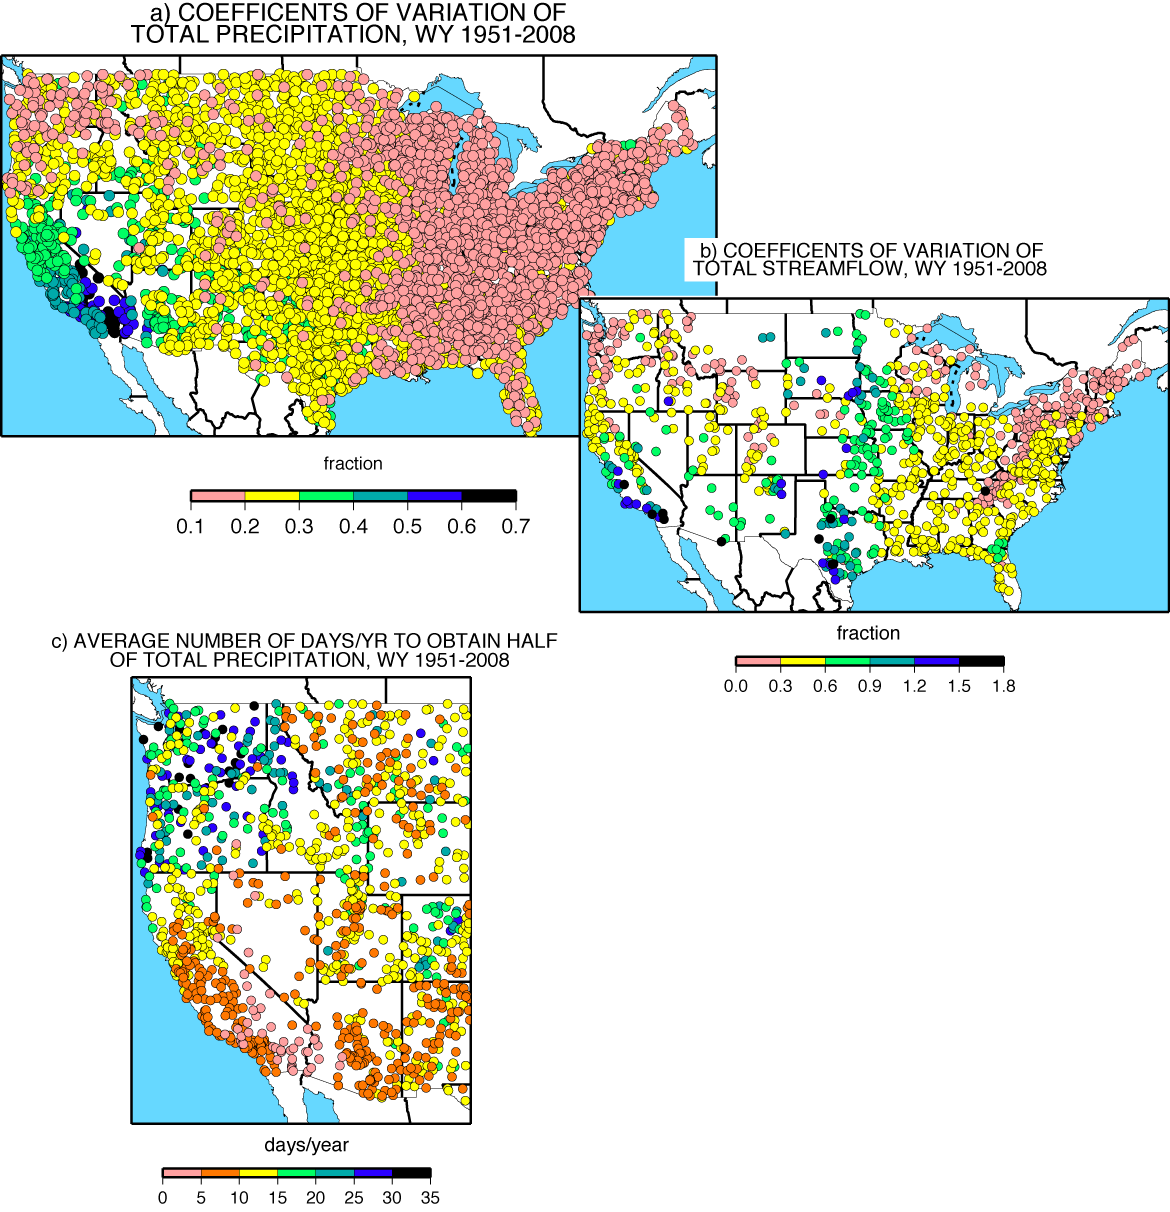 a) COEFFICENTS OF VARIATION OF
TOTAL PRECIPITATION, WY 1951-2008
fraction
0.1 0.2 0.3 0.4 0.5 0.6 0.7
b) COEFFICENTS OF VARIATION OF
TOTAL STREAMFLOW, WY 1951-2008
fraction
0.0 0.3 0.6 0.9 1.2 1.5 1.8
c) AVERAGE NUMBER OF DAYS/YR TO OBTAIN HALF
OF TOTAL PRECIPITATION, WY 1951-2008
days/year
0 5 10 15 20 25 30 35